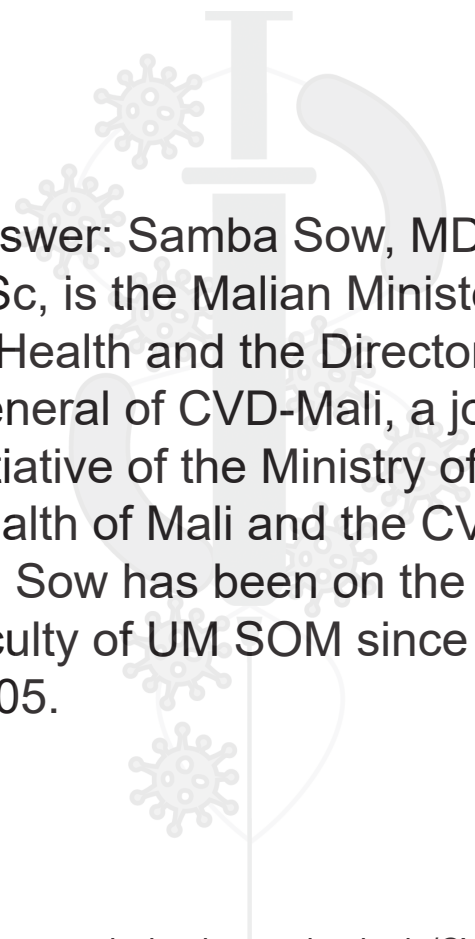 swer: Samba Sow, MD
Sc, is the Malian Ministe
Health and the Director
eneral of CVD-Mali, a jo
tiative of the Ministry of
alth of Mali and the CV
Sow has been on the
culty of UM SOM since
05.